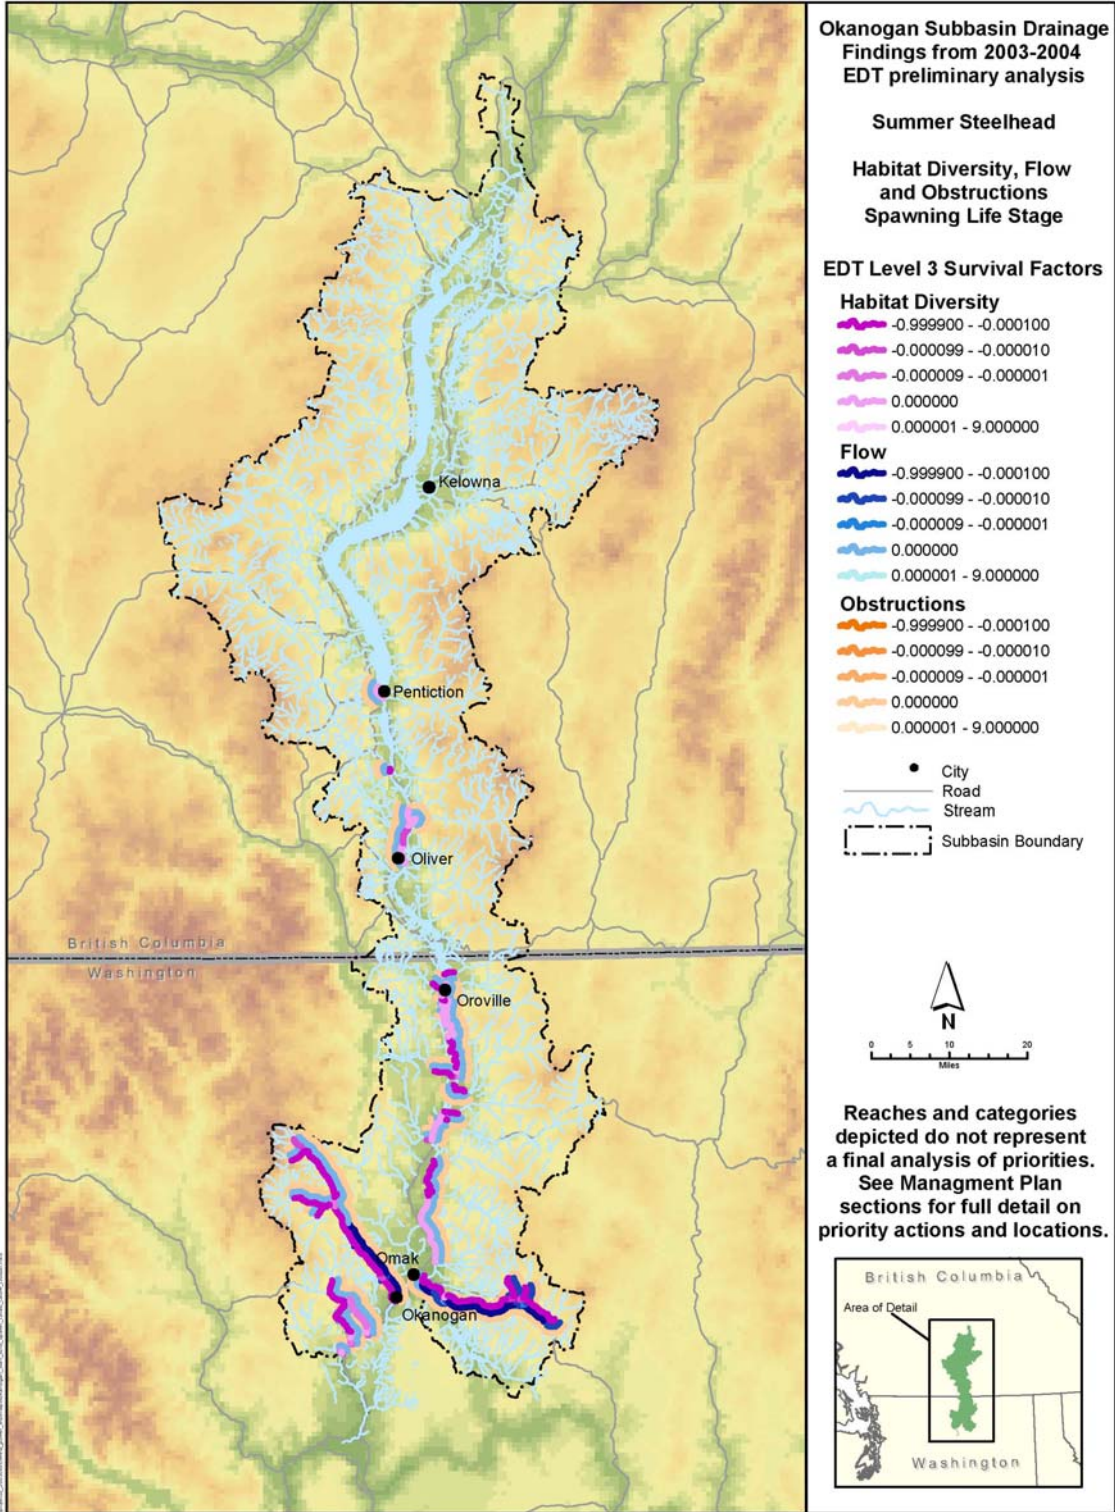 Okanogan Subbasin Drainage
Findings from 2003-2004
EDT preliminary analysis
Summer Steelhead
Habitat Diversity, Flow
and Obstructions
Spawning Life Stage
EDT Level 3 Survival Factors
Habitat Diversity
-0.999900 - -0.000100
-0.000099 - -0.000010
-0.000009 - -0.000001
0.000000
0.000001 - 9.000000
Flow
-0.999900 - -0.000100
-0.000099 - -0.000010
-0.000009 - -0.000001
0.000000
0.000001 - 9.000000
Obstructions
-0.999900 - -0.000100
-0.000099 - -0.000010
-0.000009 - -0.000001
0.000000
0.000001 - 9.000000
City
Road
Stream
Subbasin Boundary
N
0 5 10 20
Miles
Reaches and categories
depicted do not represent
a final analysis of priorities.
See Managment Plan
sections for full detail on
priority actions and locations.
British Columbia
Area of Detail
Washington
Kelowna
Pentiction
Oliver
British Columbia
Washington
Oroville
Omak
Okanogan